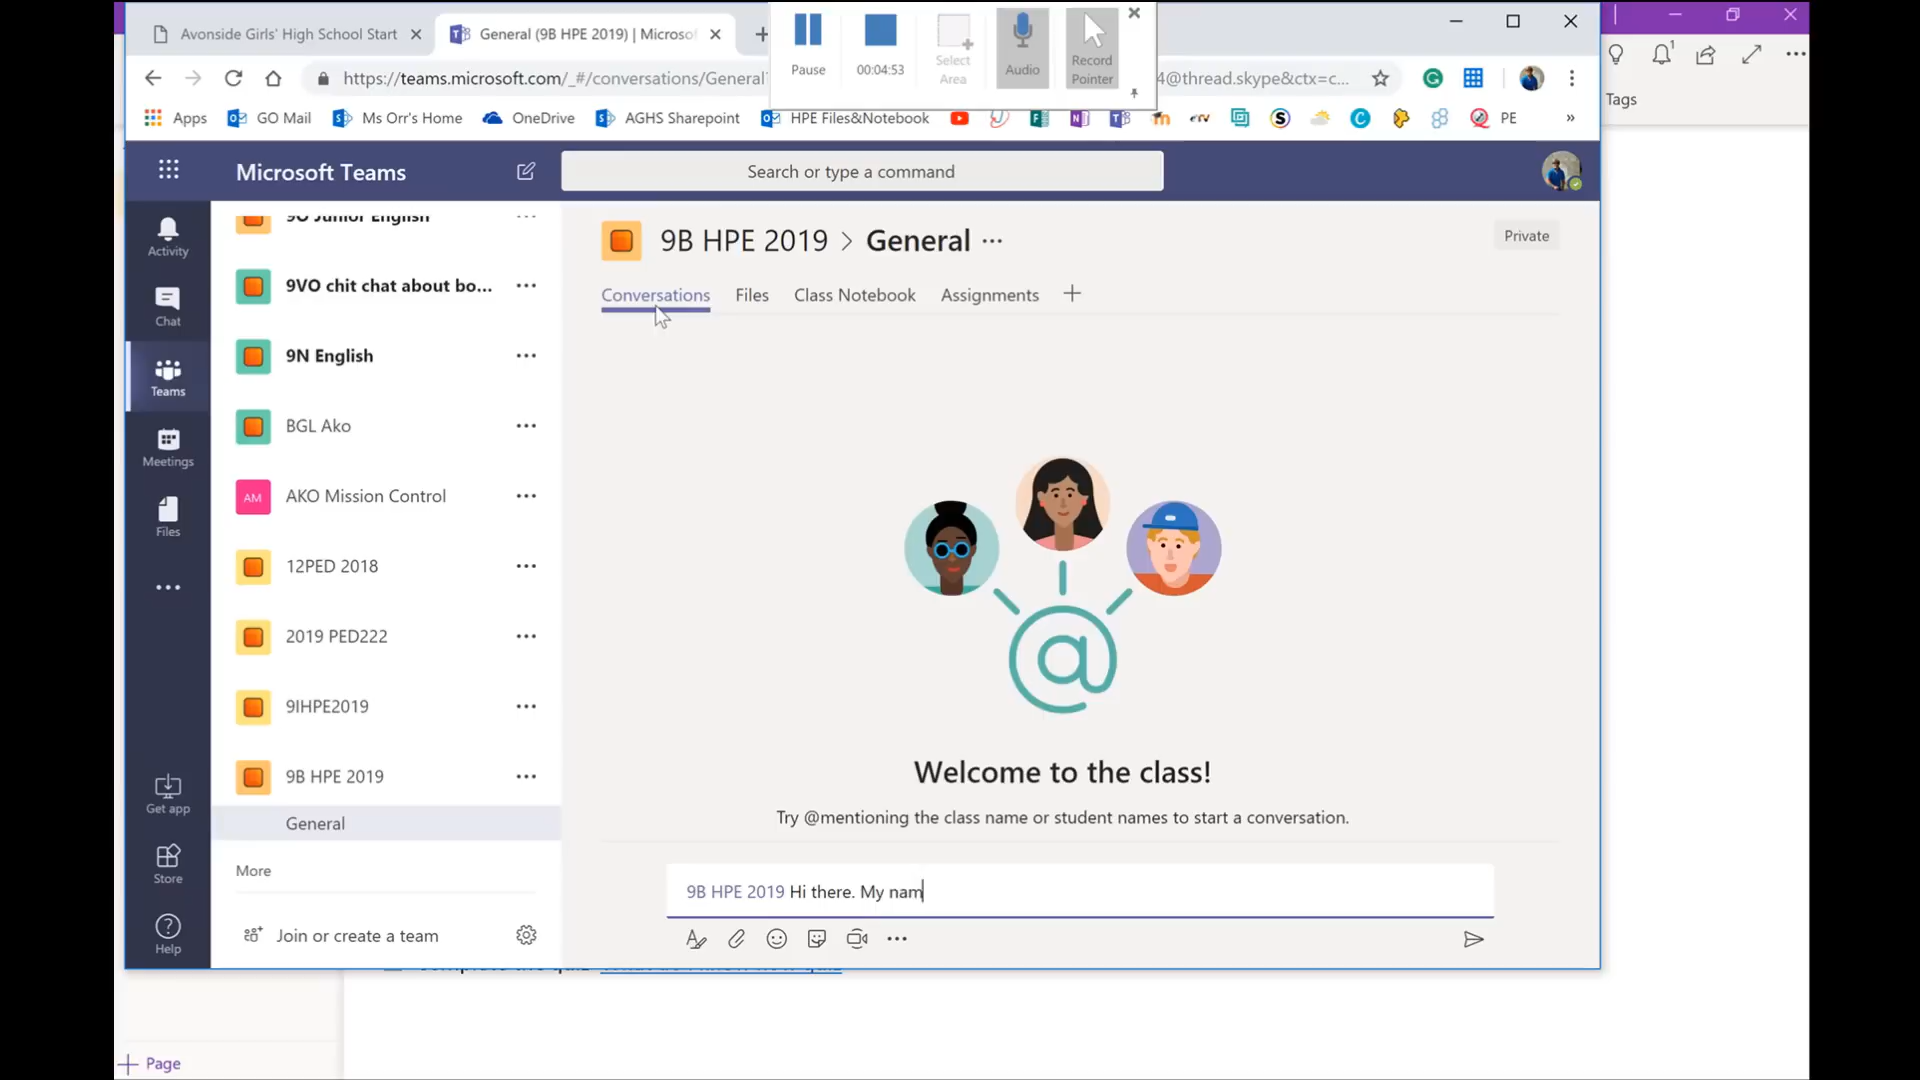 Avonside Girls' High School Start
General (9B HPE 2019) | Microso
Pause
00:04:53
Select Area
Audio
Record Pointer
https://teams.microsoft.com/_#/conversations/General
4@thread.skype&ctx=c...
Tags
Apps
GO Mail
Ms Orr's Home
OneDrive
AGHS Sharepoint
HPE Files&Notebook
PE
»
Microsoft Teams
Search or type a command
Activity
Chat
Teams
Meetings
Files
Get app
Store
Help
9O Junior English
9VO chit chat about bo...
9N English
BGL Ako
AM
AKO Mission Control
12PED 2018
2019 PED222
9IHPE2019
9B HPE 2019
General
More
Join or create a team
9B HPE 2019 > General
Private
Conversations
Files
Class Notebook
Assignments
@
Welcome to the class!
Try @mentioning the class name or student names to start a conversation.
9B HPE 2019 Hi there. My nam
Page